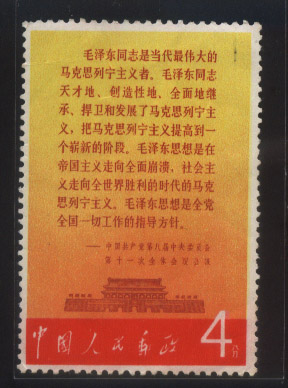 毛泽东同志是当代最伟大的
马克思列宁主义者。毛泽东同志
天才地、创造性地、全面地继
承、捍卫和发展了马克思列宁主
义，把马克思列宁主义提高到一
个崭新的阶段。毛泽东思想是在
帝国主义走向全面崩溃，社会主
义走向全世界胜利的时代的马克
思列宁主义。毛泽东思想是全党
全国一切工作的指导方针。
——中国共产党第八届中央委员会
第十一次全体会议公报
中国人民邮政
4分